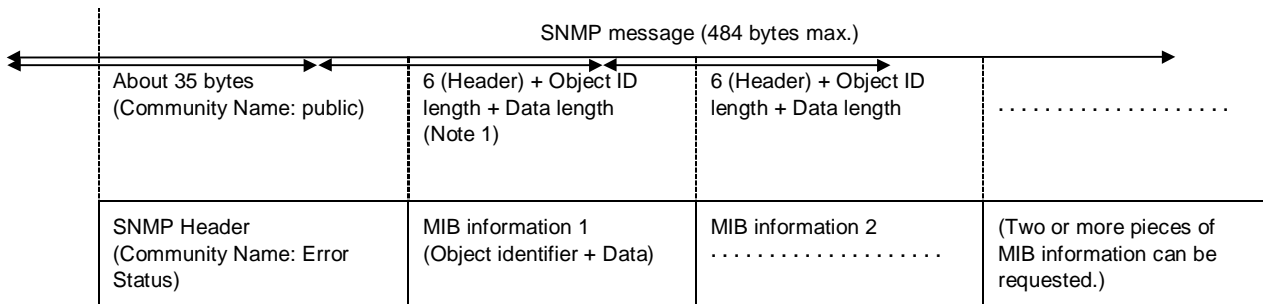 SNMP message (484 bytes max.)
About 35 bytes
(Community Name: public)
6 (Header) + Object ID
length + Data length
(Note 1)
6 (Header) + Object ID
length + Data length
. . . . . . . . . . . . . . . . . . . . .
SNMP Header
(Community Name: Error
Status)
MIB information 1
(Object identifier + Data)
MIB information 2
. . . . . . . . . . . . . . . . . . . . .
(Two or more pieces of
MIB information can be
requested.)